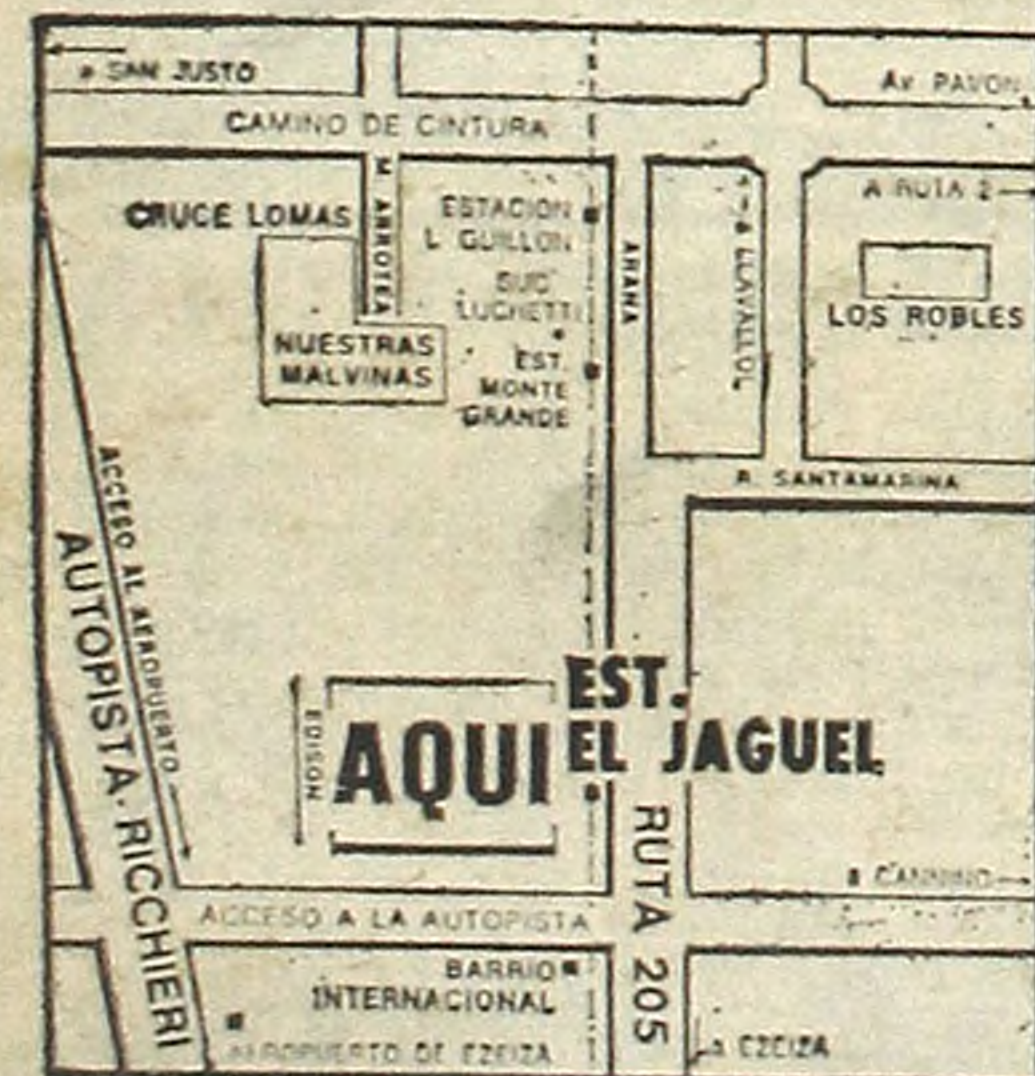 a SAN JUSTO
Av. PAVON
CAMINO DE CINTURA
A RUTA 2
CRUCE LOMAS
M. ARROTEA
ESTACION
L. GUILLON
SUC
LUCHETTI
ARANA
a LLAVALLOL
LOS ROBLES
NUESTRAS
MALVINAS
EST.
MONTE
GRANDE
R. SANTAMARINA
ACCESO AL AEROPUERTO
AUTOPISTA RICCHIERI
EST.
EL JAGUEL
EDISON
AQUI
RUTA 205
a CANNING
ACCESO A LA AUTOPISTA
BARRIO
INTERNACIONAL
AEROPUERTO DE EZEIZA
a EZEIZA